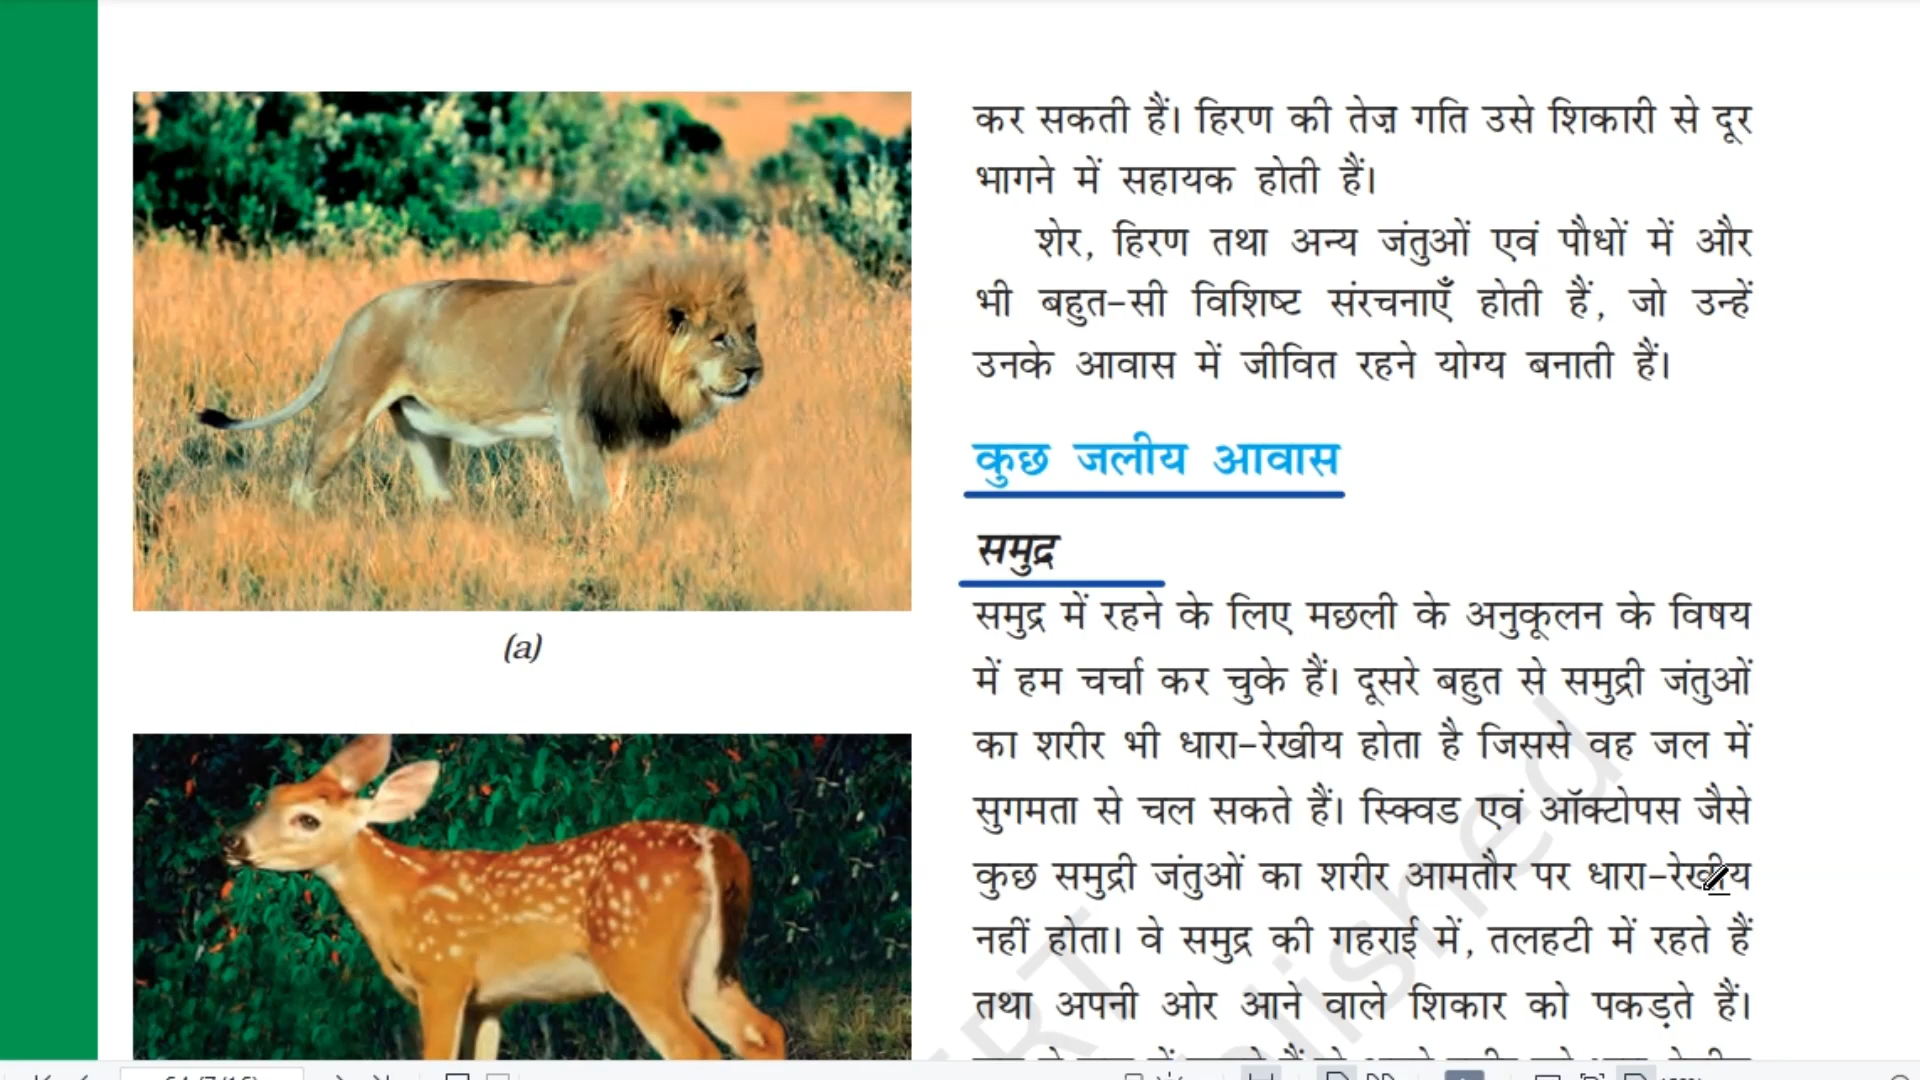 कर सकती हैं। हिरण की तेज़ गति उसे शिकारी से दूर
भागने में सहायक होती हैं।
शेर, हिरण तथा अन्य जंतुओं एवं पौधों में और
भी बहुत-सी विशिष्ट संरचनाएँ होती हैं, जो उन्हें
उनके आवास में जीवित रहने योग्य बनाती हैं।
कुछ जलीय आवास
समुद्र
समुद्र में रहने के लिए मछली के अनुकूलन के विषय
में हम चर्चा कर चुके हैं। दूसरे बहुत से समुद्री जंतुओं
का शरीर भी धारा-रेखीय होता है जिससे वह जल में
सुगमता से चल सकते हैं। स्क्विड एवं ऑक्टोपस जैसे
कुछ समुद्री जंतुओं का शरीर आमतौर पर धारा-रेखीय
नहीं होता। वे समुद्र की गहराई में, तलहटी में रहते हैं
तथा अपनी ओर आने वाले शिकार को पकड़ते हैं।
(a)